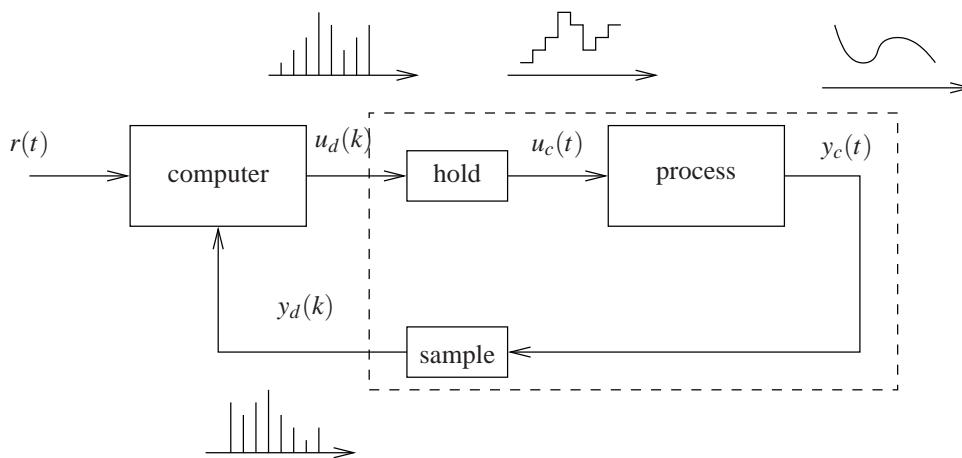 r(t)
computer
u_d(k)
hold
u_c(t)
process
y_c(t)
y_d(k)
sample